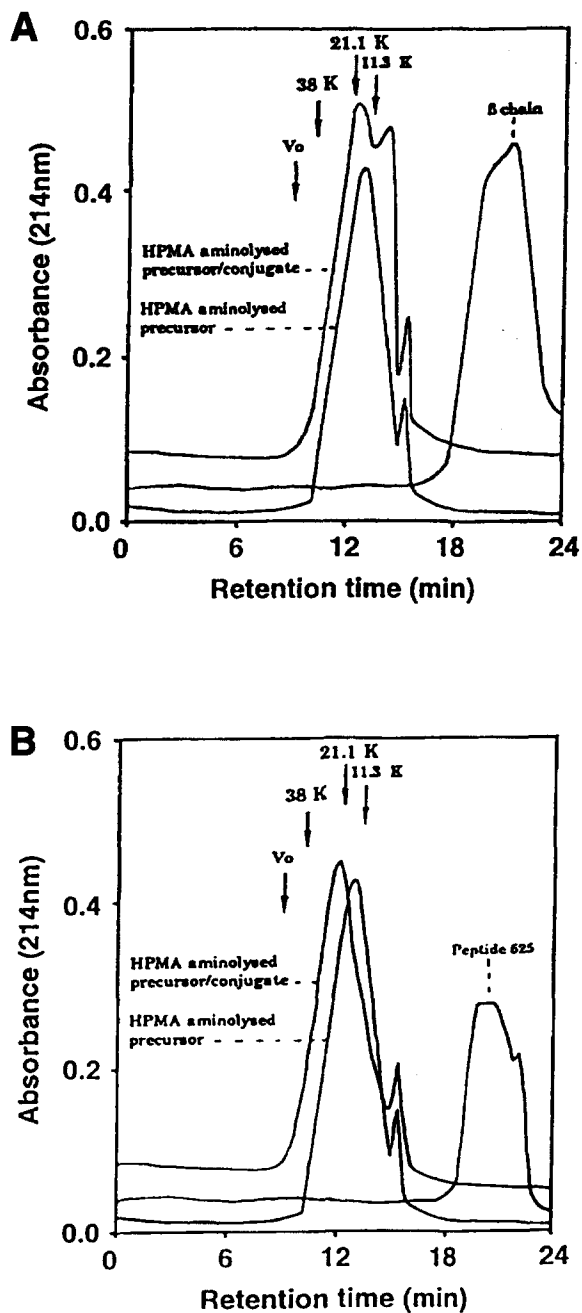 A
0.6
21.1 K
11.3 K
38 K
Vo
β chain
0.4
HPMA aminolysed
precursor/conjugate
HPMA aminolysed
precursor
0.2
0.0
Absorbance (214nm)
0 6 12 18 24
Retention time (min)
B
0.6
21.1 K
11.3 K
38 K
Vo
0.4
Peptide 625
HPMA aminolysed
precursor/conjugate
HPMA aminolysed
precursor
0.2
0.0
Absorbance (214nm)
0 6 12 18 24
Retention time (min)